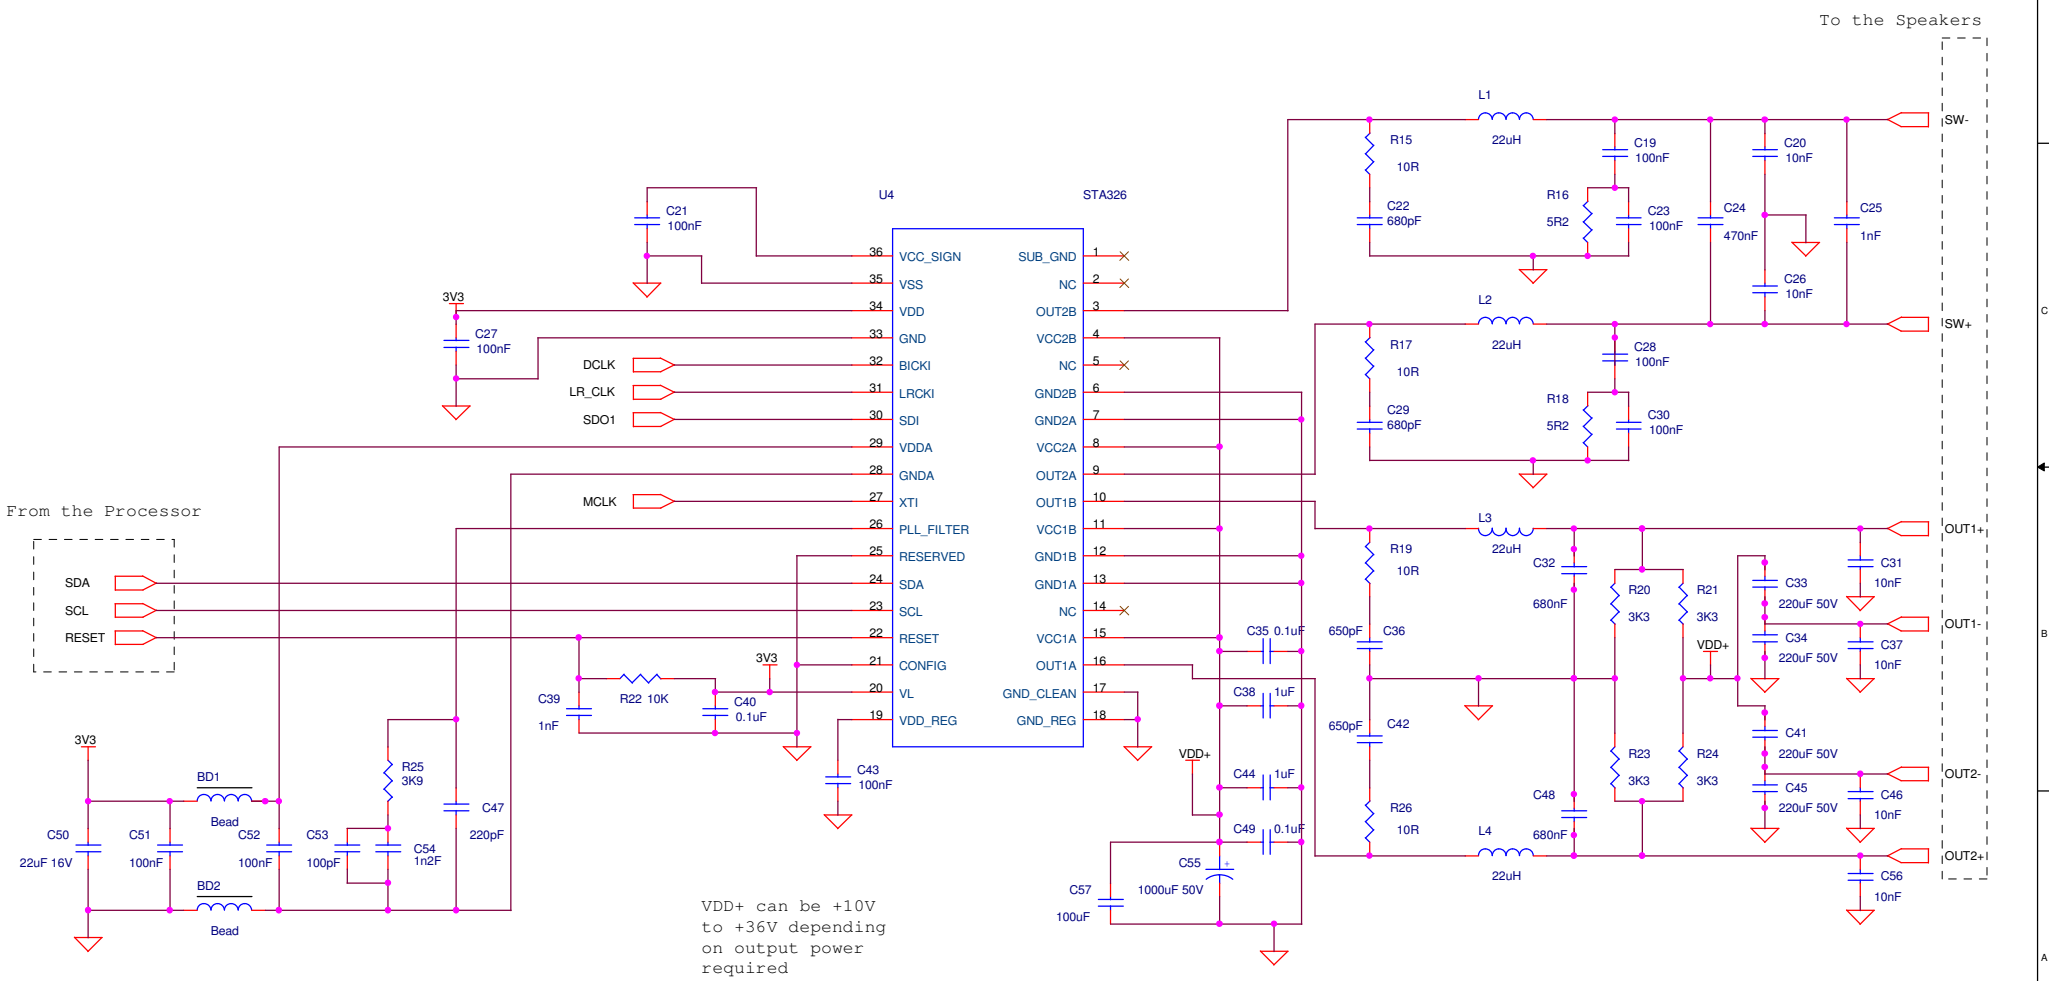 To the Speakers
L1
22uH
SW-
R15
10R
C22
680pF
C19
100nF
R16
5R2
C23
100nF
C24
470nF
C20
10nF
C25
1nF
C26
10nF
L2
22uH
SW+
R17
10R
C29
680pF
C28
100nF
R18
5R2
C30
100nF
C
U4
STA326
C21
100nF
3V3
C27
100nF
DCLK
LR_CLK
SDO1
MCLK
36 VCC_SIGN
35 VSS
34 VDD
33 GND
32 BICKI
31 LRCKI
30 SDI
29 VDDA
28 GNDA
27 XTI
26 PLL_FILTER
25 RESERVED
24 SDA
23 SCL
22 RESET
21 CONFIG
20 VL
19 VDD_REG
SUB_GND 1
NC 2
OUT2B 3
VCC2B 4
NC 5
GND2B 6
GND2A 7
VCC2A 8
OUT2A 9
OUT1B 10
VCC1B 11
GND1B 12
GND1A 13
NC 14
VCC1A 15
OUT1A 16
GND_CLEAN 17
GND_REG 18
From the Processor
SDA
SCL
RESET
L3
22uH
OUT1+
R19
10R
C32
680nF
R20
3K3
R21
3K3
C33
220uF 50V
C31
10nF
OUT1-
C34
220uF 50V
C37
10nF
B
C35 0.1uF
650pF C36
VDD+
C38 1uF
650pF C42
VDD+
C44 1uF
C49 0.1uF
R23
3K3
R24
3K3
C41
220uF 50V
OUT2-
C45
220uF 50V
C46
10nF
R26
10R
C48
680nF
L4
22uH
OUT2+
C56
10nF
C55
+
1000uF 50V
C57
100uF
3V3
C39
1nF
R22 10K
C40
0.1uF
C43
100nF
3V3
BD1
Bead
R25
3K9
C47
220pF
C50
22uF 16V
C51
100nF
C52
100nF
C53
100pF
C54
1n2F
BD2
Bead
VDD+ can be +10V
to +36V depending
on output power
required
A